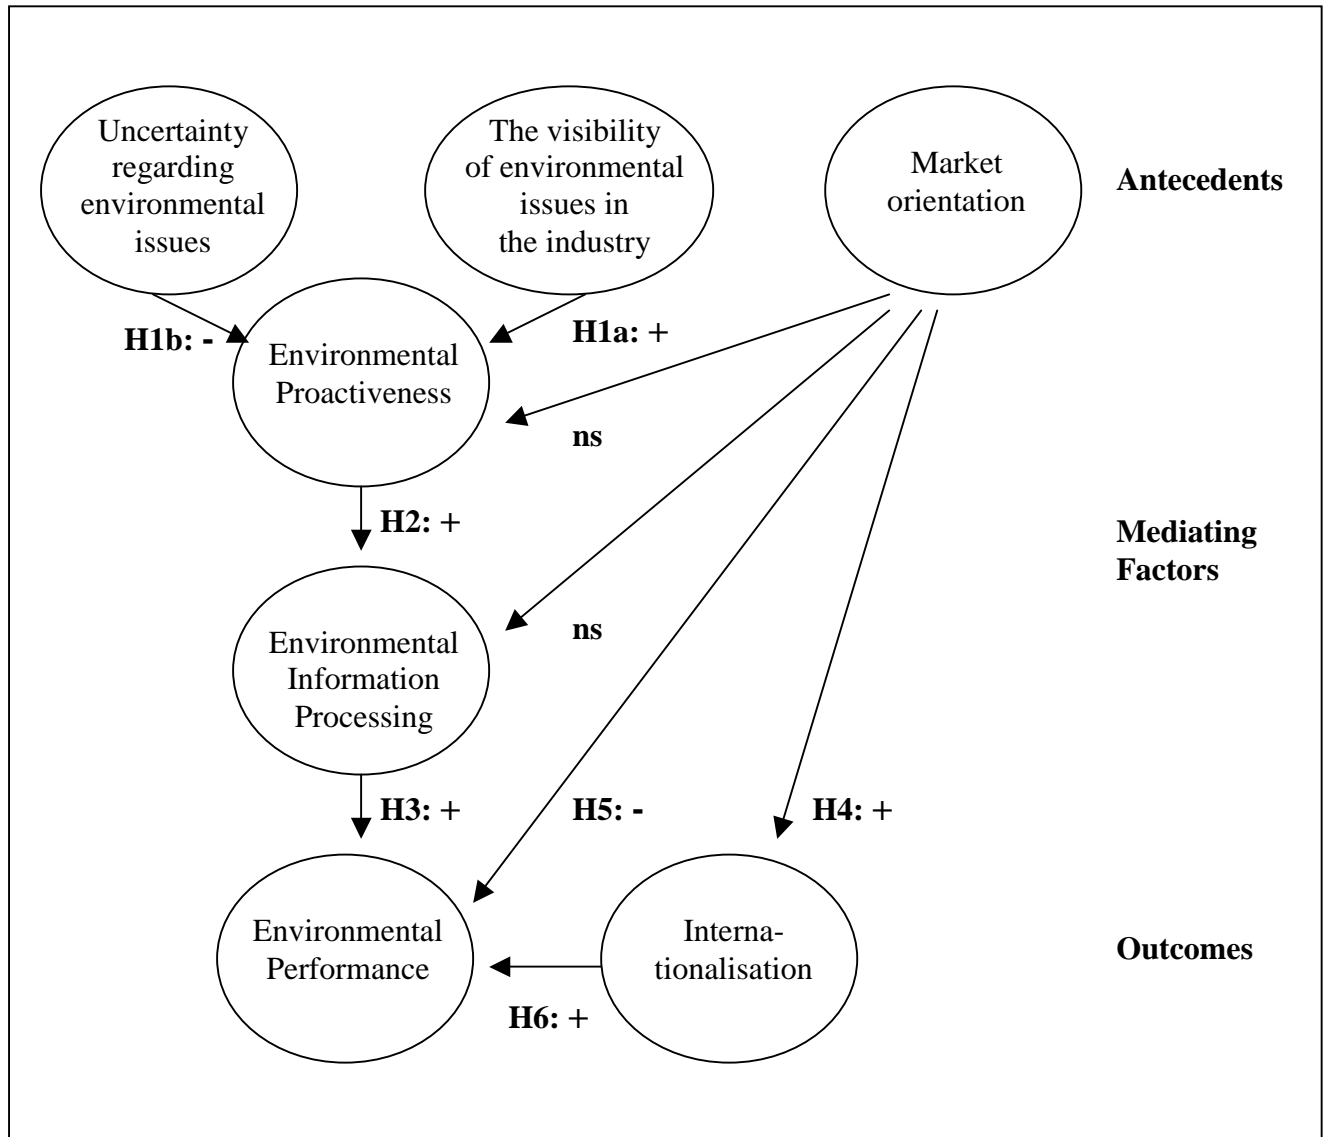 Uncertainty
regarding
environmental
issues
The visibility
of environmental
issues in
the industry
Market
orientation
Antecedents
H1b: -
H1a: +
Environmental
Proactiveness
ns
H2: +
Mediating
Factors
Environmental
Information
Processing
ns
H3: +
H5: -
H4: +
Environmental
Performance
Interna-
tionalisation
Outcomes
H6: +